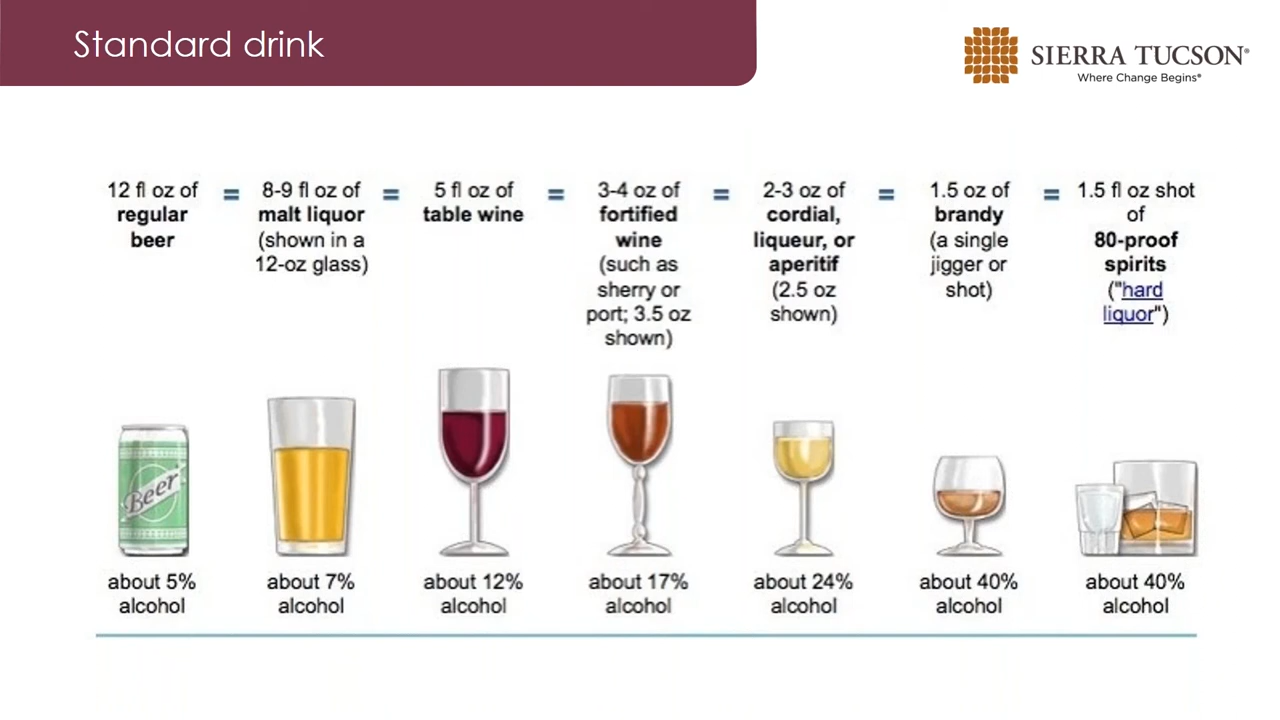 Standard drink
SIERRA TUCSON®
Where Change Begins®
12 fl oz of
regular
beer
=
8-9 fl oz of
malt liquor
(shown in a
12-oz glass)
=
5 fl oz of
table wine
=
3-4 oz of
fortified
wine
(such as
sherry or
port; 3.5 oz
shown)
=
2-3 oz of
cordial,
liqueur, or
aperitif
(2.5 oz
shown)
=
1.5 oz of
brandy
(a single
jigger or
shot)
=
1.5 fl oz shot
of
80-proof
spirits
("hard
liquor")
Beer
about 5%
alcohol
about 7%
alcohol
about 12%
alcohol
about 17%
alcohol
about 24%
alcohol
about 40%
alcohol
about 40%
alcohol